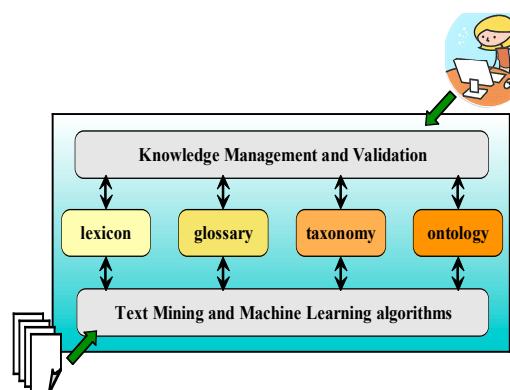 Knowledge Management and Validation
lexicon glossary taxonomy ontology
Text Mining and Machine Learning algorithms